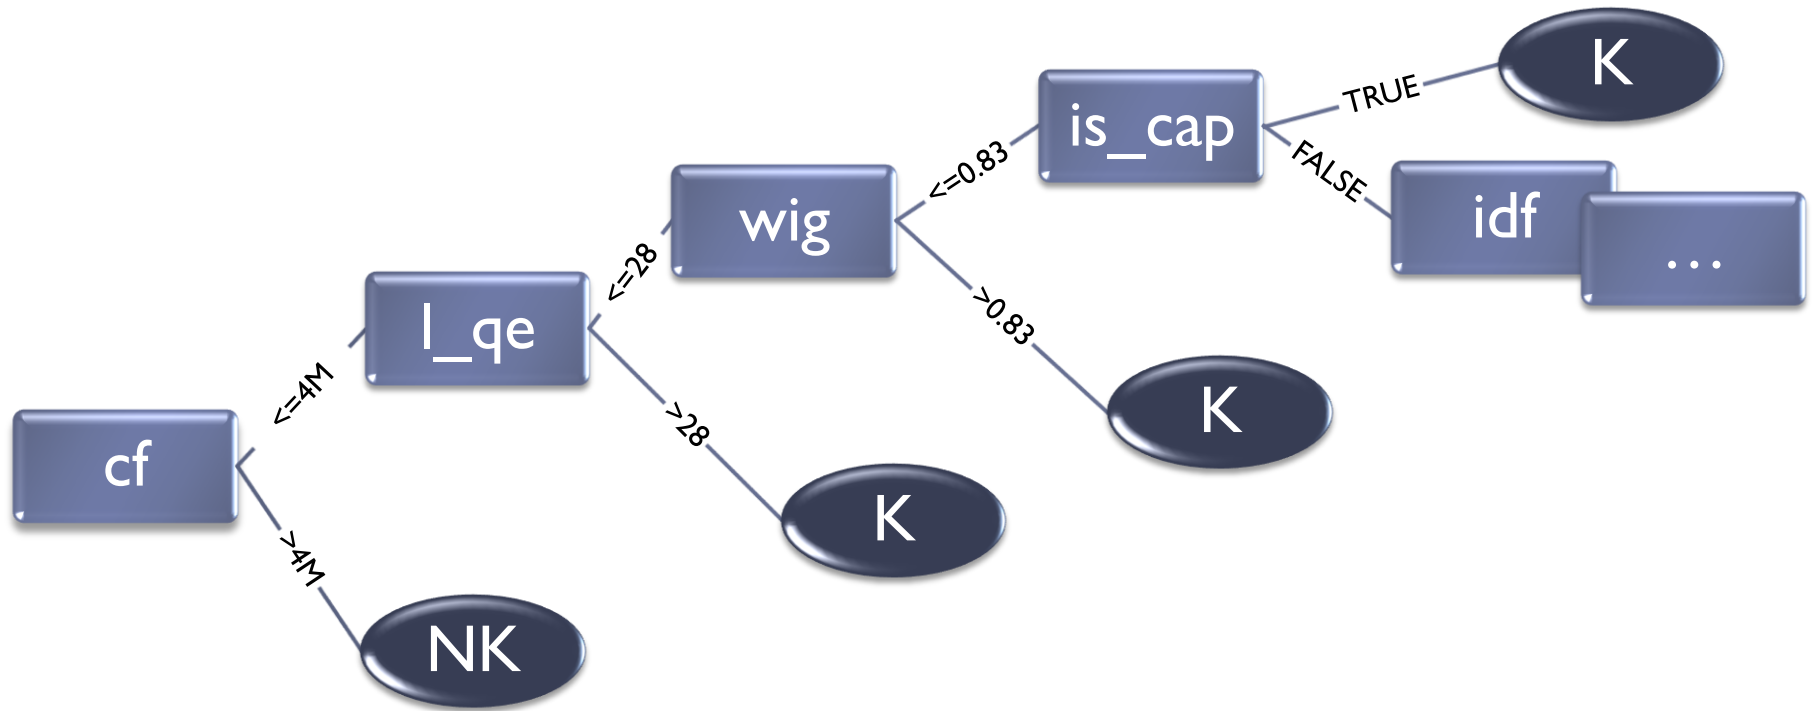 cf
<=4M
>4M
NK
l_qe
<=28
>28
K
wig
<=0.83
>0.83
K
is_cap
TRUE
K
FALSE
idf
...